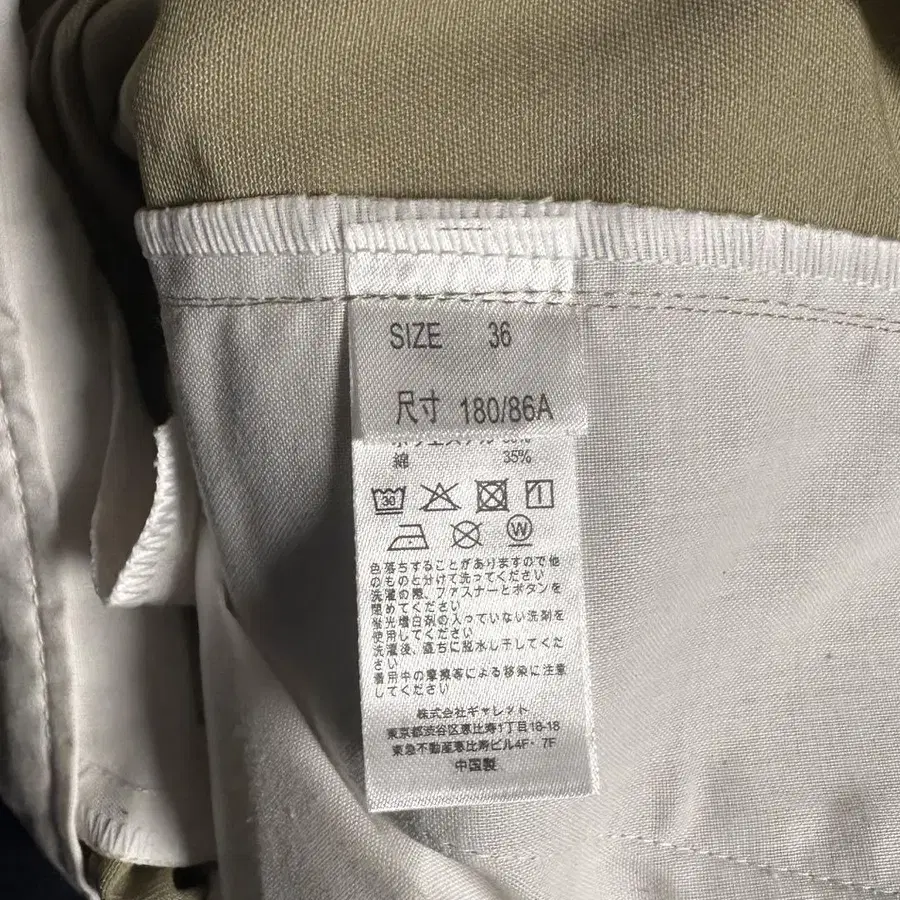 SIZE 36
尺寸 180/86A
綿 35%
30
W
色落ちすることがありますので他
のものと分けて洗ってください
洗濯の際、ファスナーとボタンを
閉めてください
蛍光増白剤の入っていない洗剤を
使用してください
洗濯後、直ちに脱水し干してくださ
い
着用中の摩擦等による移染に注意
してください
株式会社ギャレット
東京都渋谷区恵比寿1丁目18-18
東急不動産恵比寿ビル4F・7F
中国製